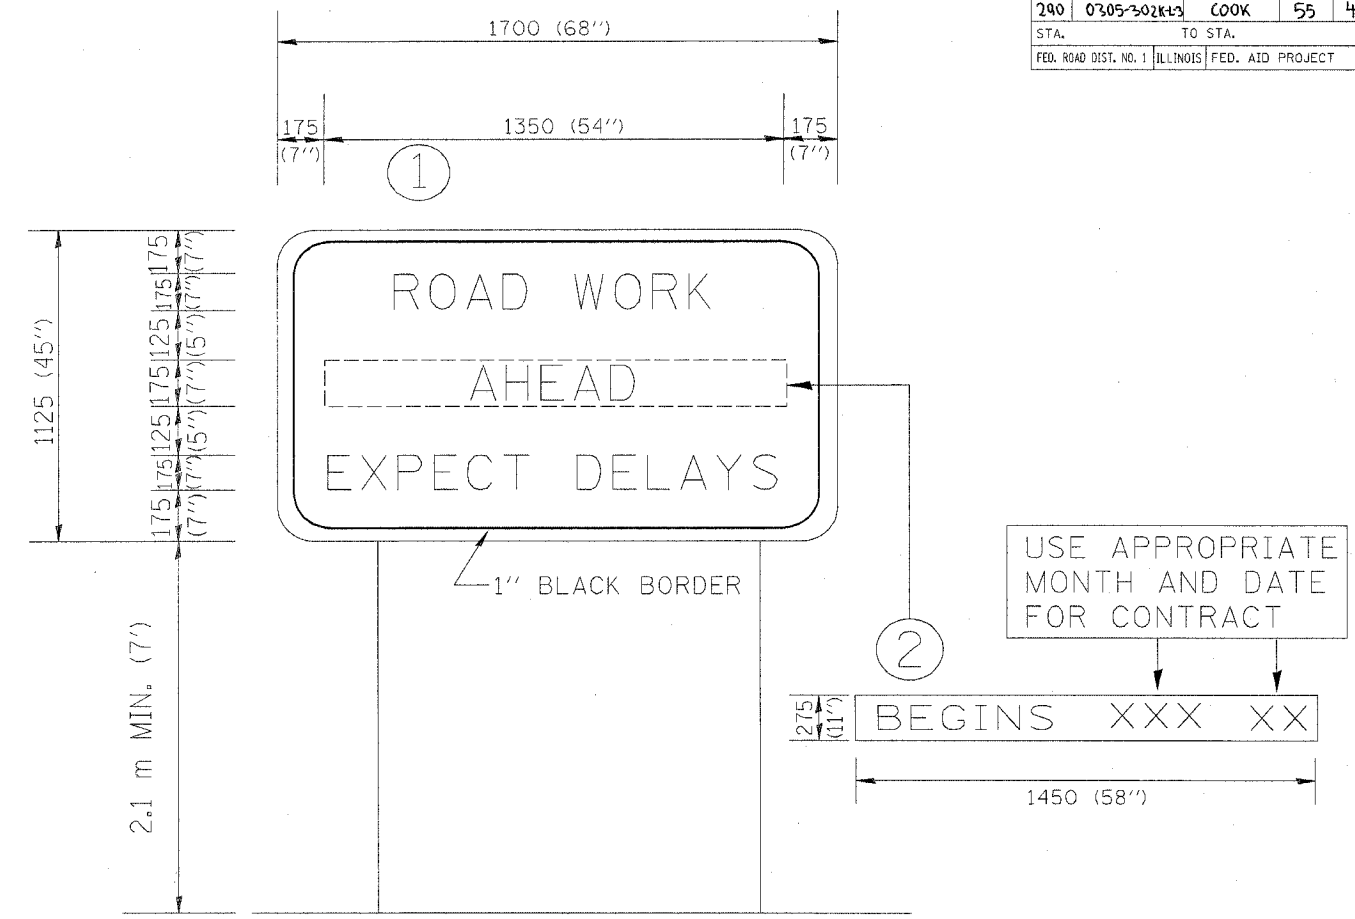 290 0305-302K-L3 COOK 55 4
STA. TO STA.
FED. ROAD DIST. NO. 1 ILLINOIS FED. AID PROJECT
1700 (68'')
175 (7'')
1350 (54'')
175 (7'')
1
1125 (45'')
175 (7'')
175 (7'')
125 (5'')
175 (7'')
125 (5'')
175 (7'')
175 (7'')
ROAD WORK
AHEAD
EXPECT DELAYS
1'' BLACK BORDER
2.1 m MIN. (7')
2
USE APPROPRIATE
MONTH AND DATE
FOR CONTRACT
275 (11'')
BEGINS XXX XX
1450 (58'')